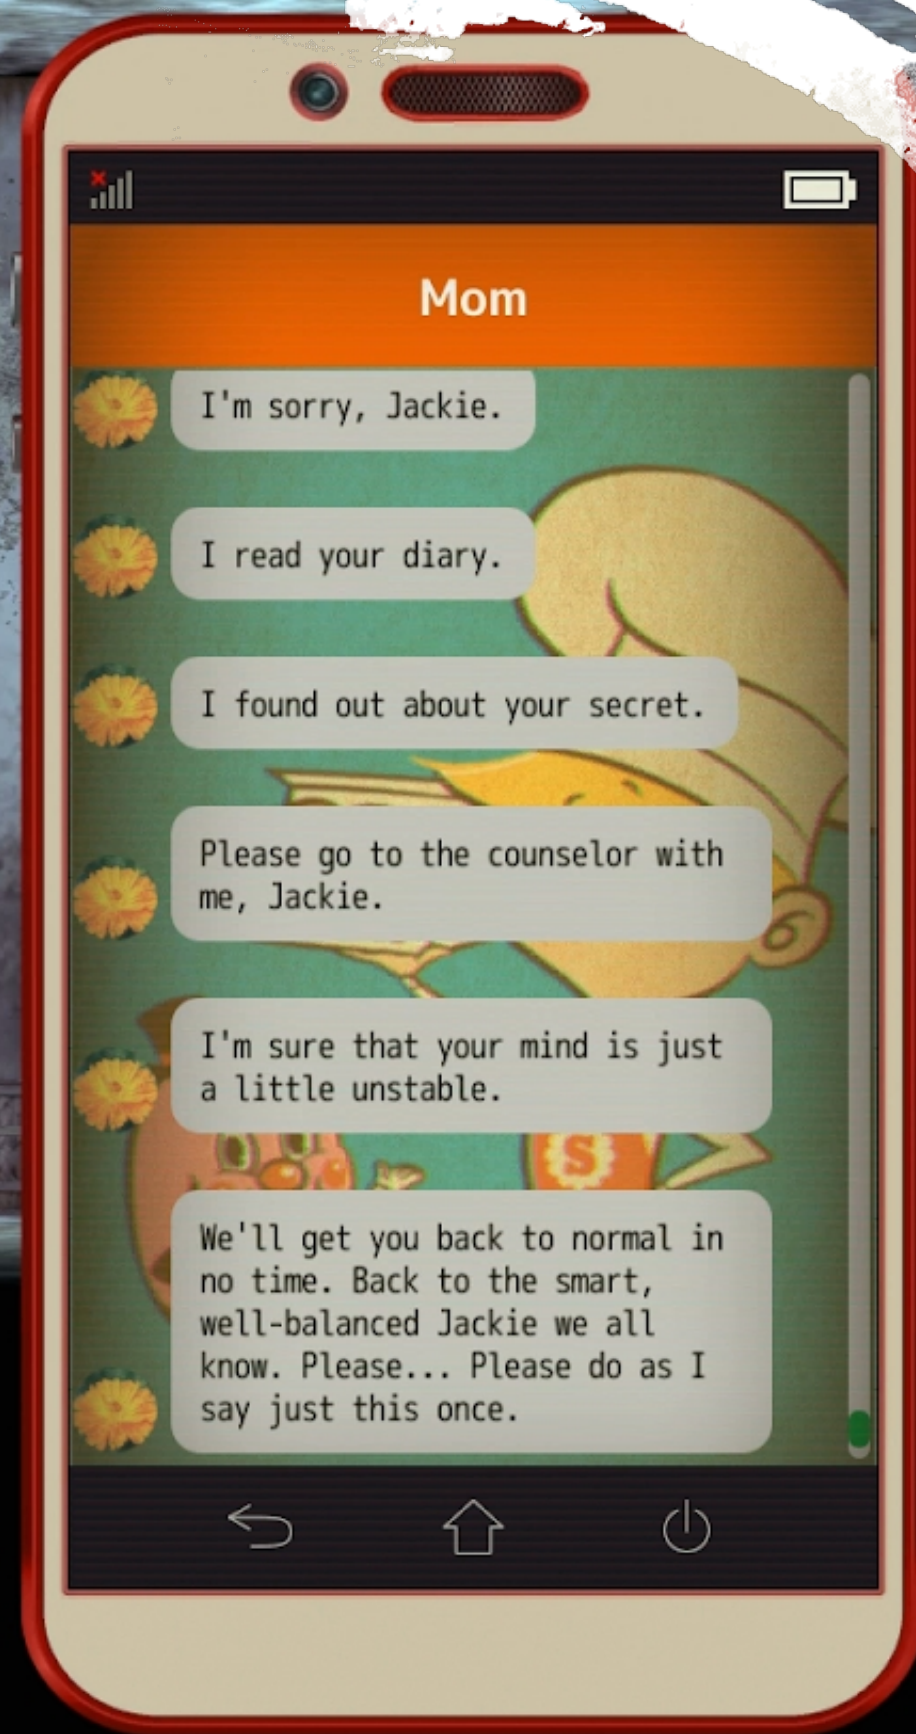 Mom
I'm sorry, Jackie.
I read your diary.
I found out about your secret.
Please go to the counselor with
me, Jackie.
I'm sure that your mind is just
a little unstable.
S
We'll get you back to normal in
no time. Back to the smart,
well-balanced Jackie we all
know. Please... Please do as I
say just this once.